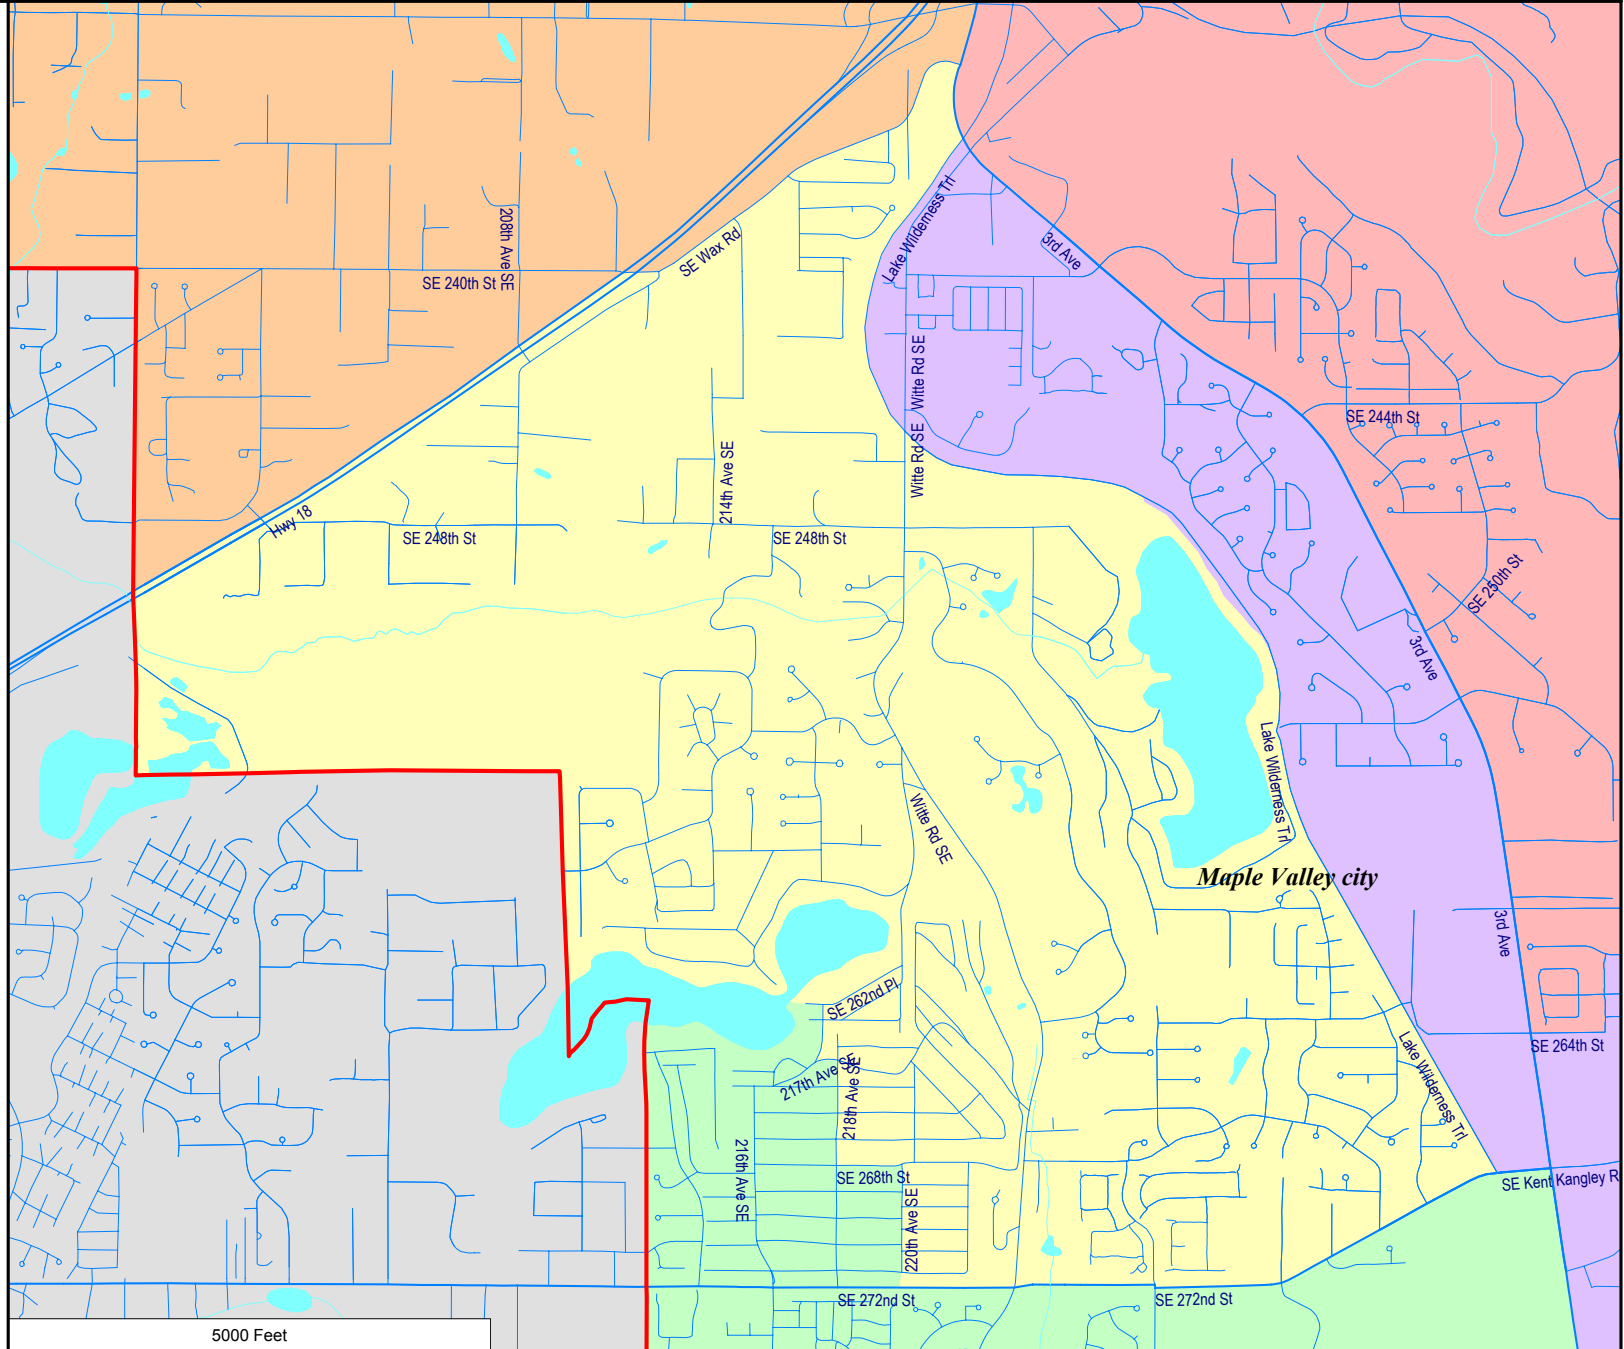 Lake Wilderness Trl
208th Ave SE
SE Wax Rd
3rd Ave
SE 240th St
Witte Rd SE
SE 244th St
Witte Rd SE
214th Ave SE
Hwy 18
SE 248th St
SE 248th St
SE 250th St
3rd Ave
Lake Wilderness Trl
Witte Rd SE
Maple Valley city
3rd Ave
SE 262nd Pl
SE 264th St
217th Ave SE
218th Ave SE
Lake Wilderness Trl
216th Ave SE
SE 268th St
SE Kent Kangley R
220th Ave SE
SE 272nd St
SE 272nd St
5000 Feet